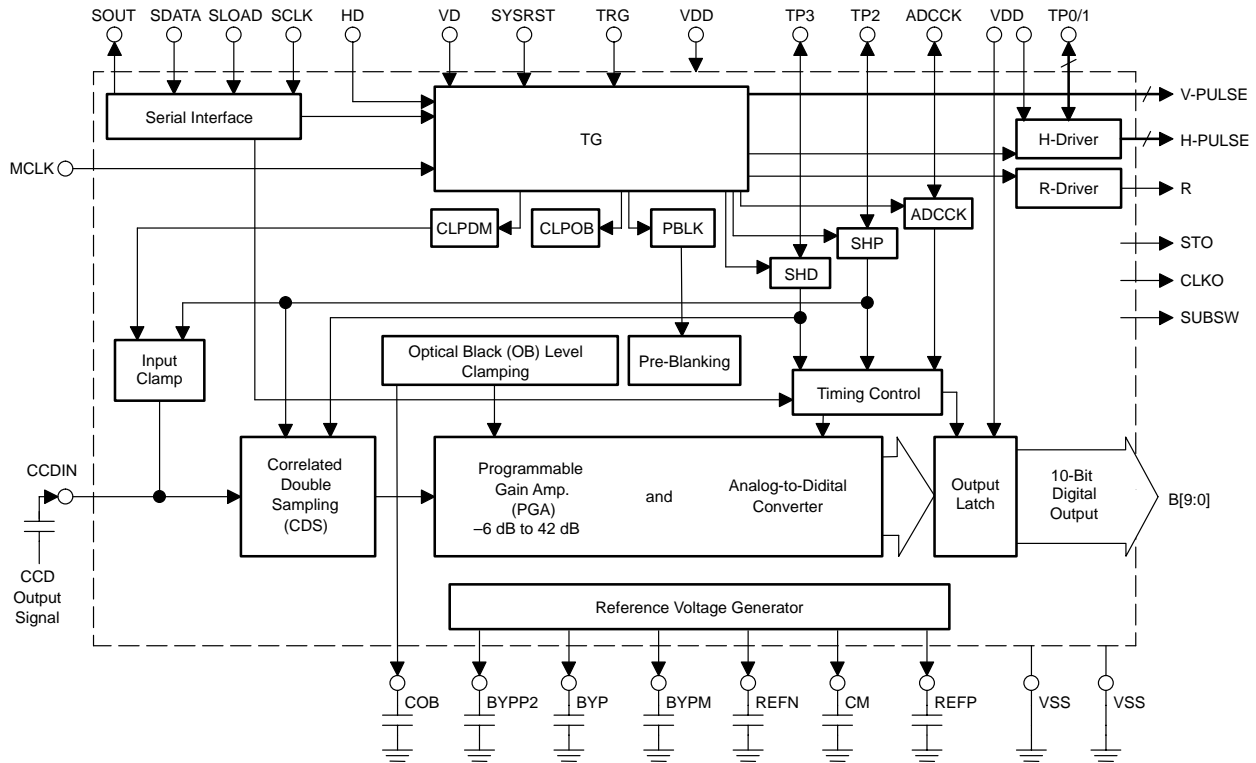 SOUT
SDATA
SLOAD
SCLK
HD
VD
SYSRST
TRG
VDD
TP3
TP2
ADCCK
VDD
TP0/1
Serial Interface
TG
V-PULSE
H-Driver
H-PULSE
MCLK
R-Driver
R
ADCCK
CLPDM
CLPOB
PBLK
SHP
STO
SHD
CLKO
SUBSW
Input
Clamp
Optical Black (OB) Level
Clamping
Pre-Blanking
Timing Control
CCDIN
Correlated
Double
Sampling
(CDS)
Programmable
Gain Amp.
(PGA)
–6 dB to 42 dB
and
Analog-to-Didital
Converter
Output
Latch
10-Bit
Digital
Output
B[9:0]
CCD
Output
Signal
Reference Voltage Generator
COB
BYPP2
BYP
BYPM
REFN
CM
REFP
VSS
VSS